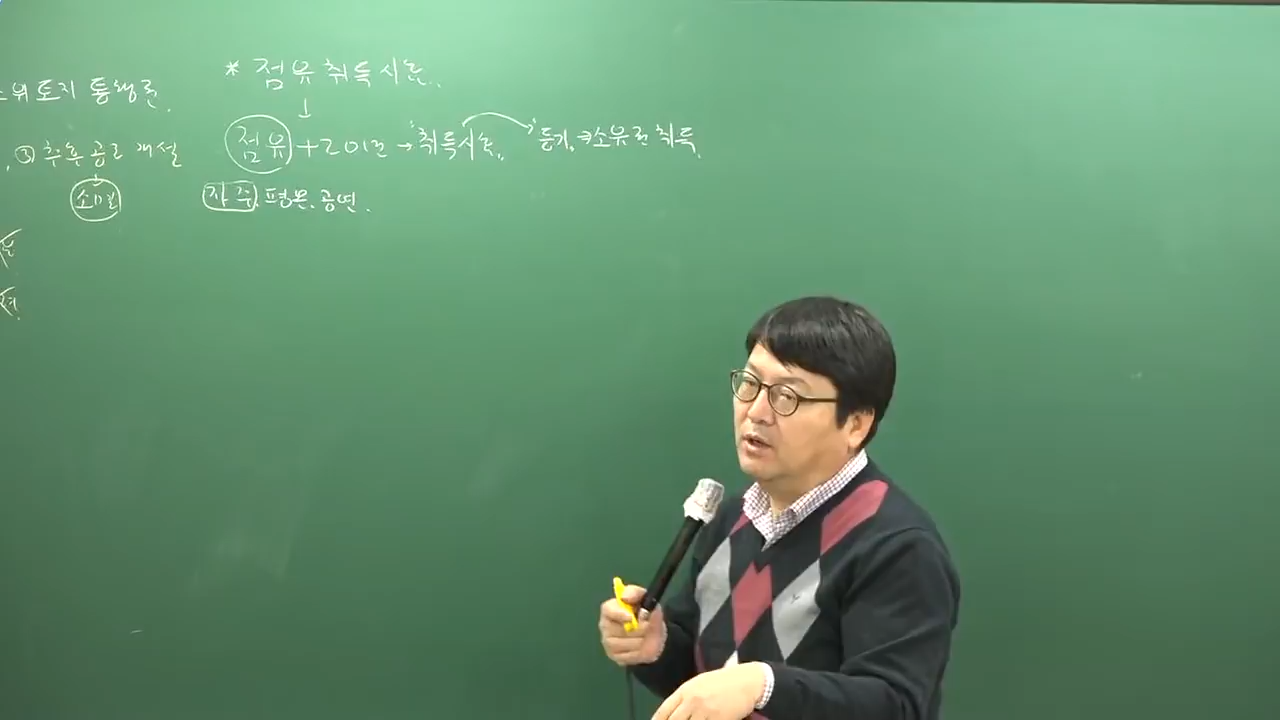 위토지 통행권.
③ 추후 공로 개설
소멸
* 점유취득시효..
↓
점유 + 20년 → 취득시효. 등기. ⇒ 소유권 취득.
자주. 평온. 공연.